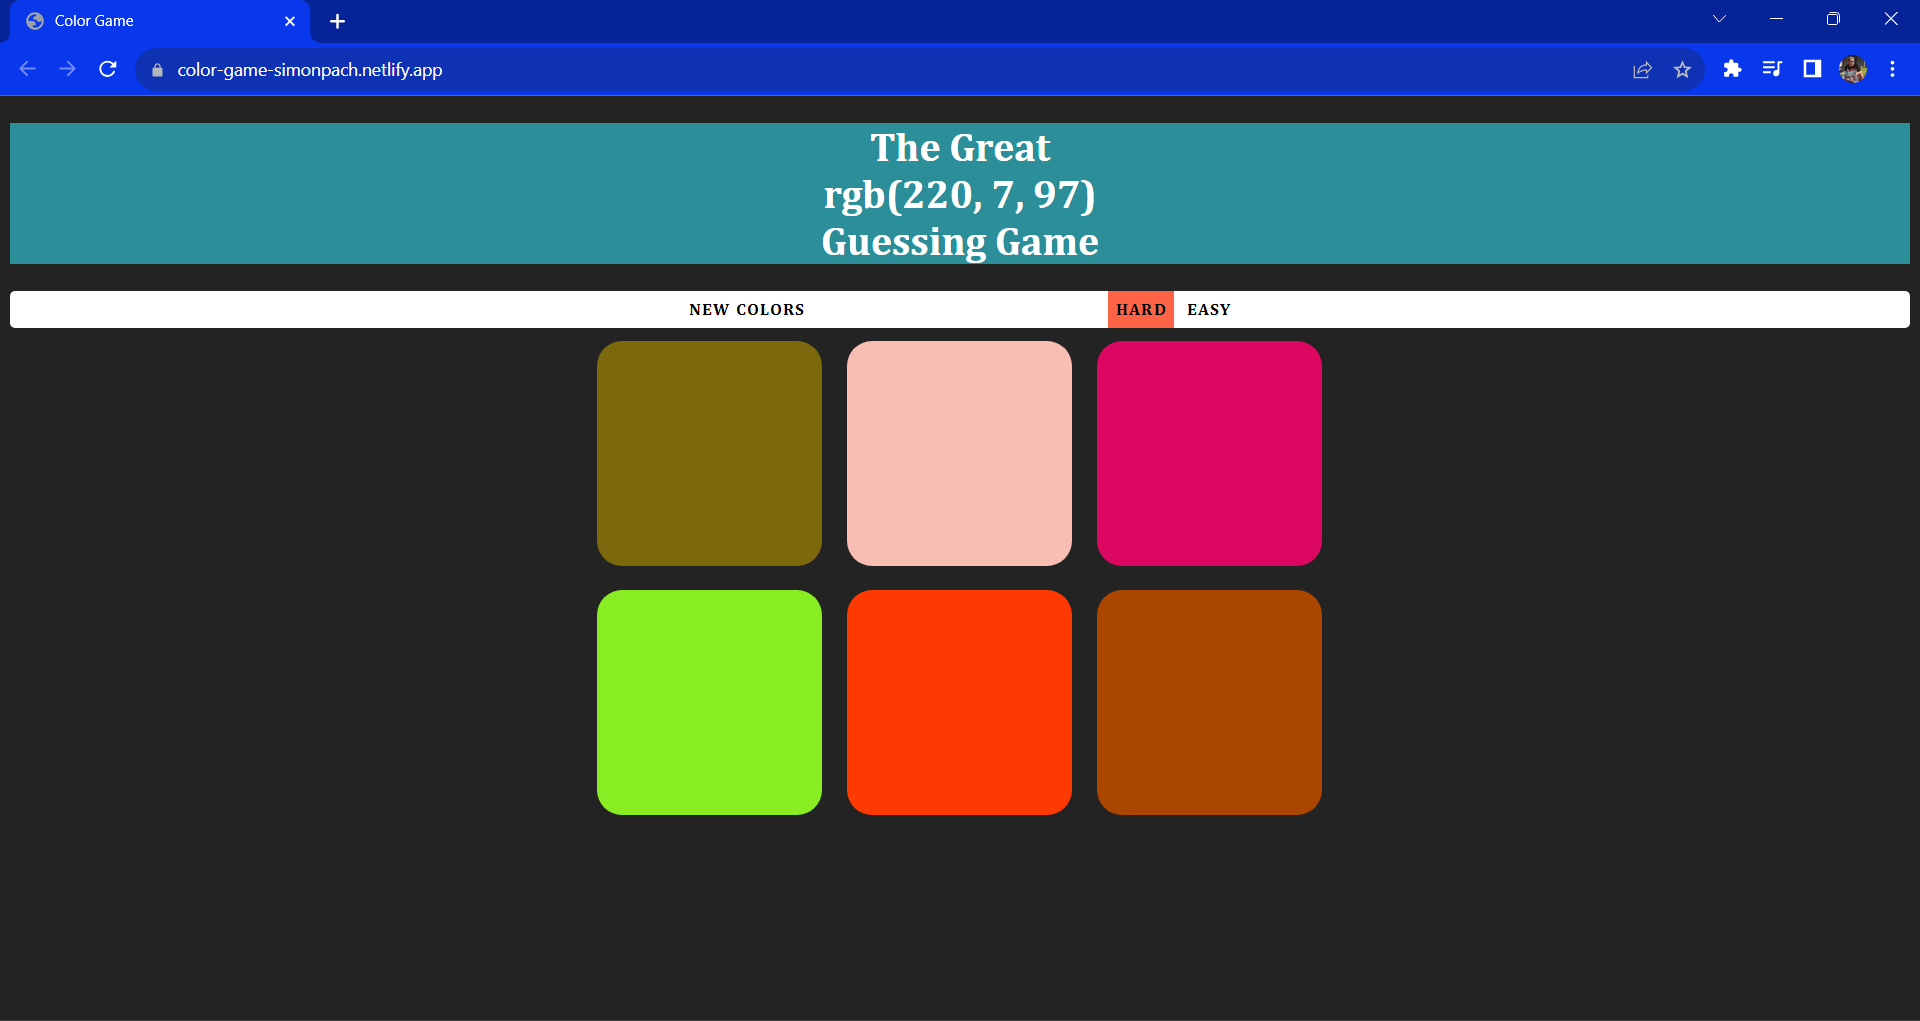 Color Game
color-game-simonpach.netlify.app
The Great
rgb(220, 7, 97)
Guessing Game
NEW COLORS HARD EASY